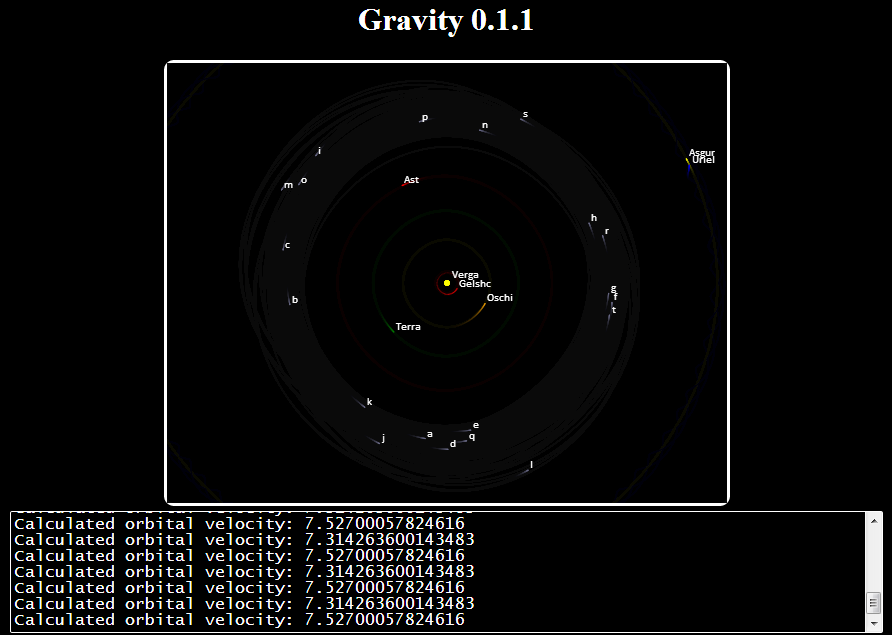 Gravity 0.1.1
s
p
n
i
Asgur
Uriel
m o
Ast
h
r
c
Verga
Gelshc
g
Oschi
f
b
t
Terra
k
e
a
q
j
d
l
Calculated orbital velocity: 7.52700057824616
Calculated orbital velocity: 7.314263600143483
Calculated orbital velocity: 7.52700057824616
Calculated orbital velocity: 7.314263600143483
Calculated orbital velocity: 7.52700057824616
Calculated orbital velocity: 7.314263600143483
Calculated orbital velocity: 7.52700057824616